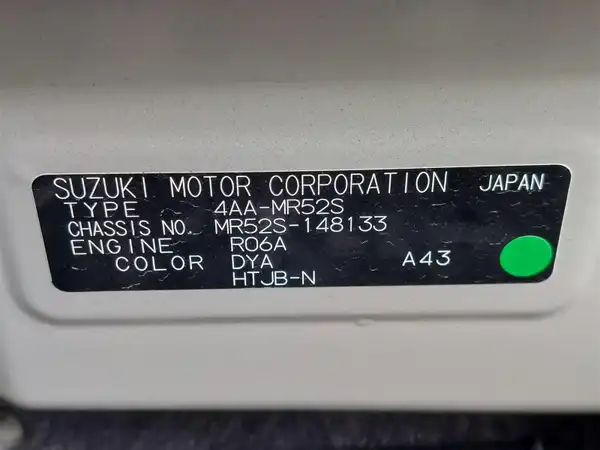 SUZUKI MOTOR CORPORATION JAPAN
TYPE 4AA-MR52S
CHASSIS NO. MR52S-148133
ENGINE R06A
COLOR DYA A43
HTJB-N